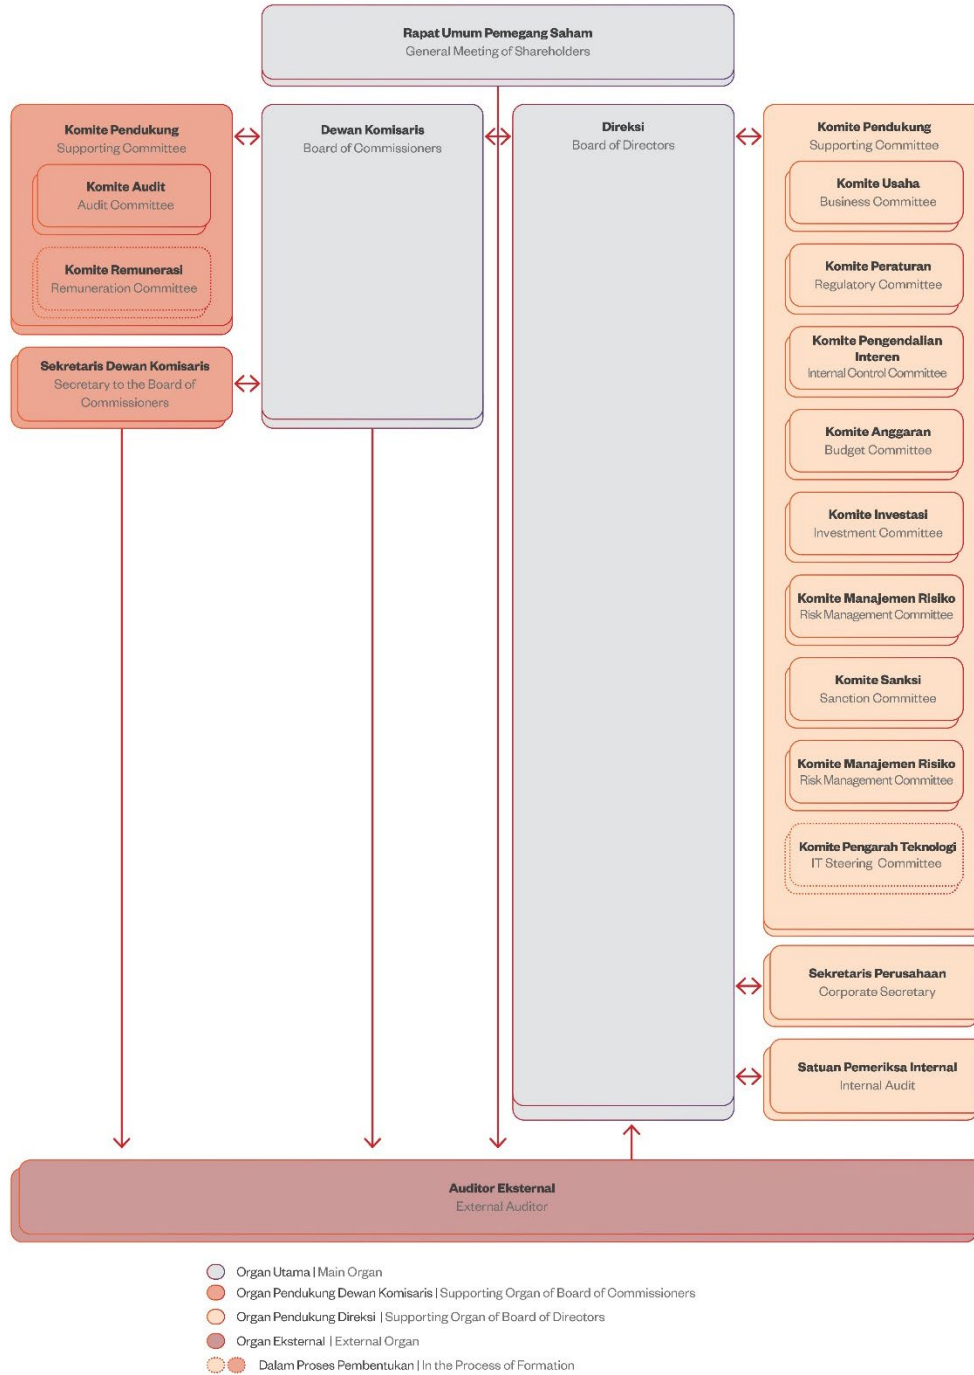 Rapat Umum Pemegang Saham
General Meeting of Shareholders
Komite Pendukung
Supporting Committee
Komite Audit
Audit Committee
Komite Remunerasi
Remuneration Committee
Sekretaris Dewan Komisaris
Secretary to the Board of
Commissioners
Dewan Komisaris
Board of Commissioners
Direksi
Board of Directors
Komite Pendukung
Supporting Committee
Komite Usaha
Business Committee
Komite Peraturan
Regulatory Committee
Komite Pengendalian
Interen
Internal Control Committee
Komite Anggaran
Budget Committee
Komite Investasi
Investment Committee
Komite Manajemen Risiko
Risk Management Committee
Komite Sanksi
Sanction Committee
Komite Manajemen Risiko
Risk Management Committee
Komite Pengarah Teknologi
IT Steering Committee
Sekretaris Perusahaan
Corporate Secretary
Satuan Pemeriksa Internal
Internal Audit
Auditor Eksternal
External Auditor
Organ Utama | Main Organ
Organ Pendukung Dewan Komisaris | Supporting Organ of Board of Commissioners
Organ Pendukung Direksi | Supporting Organ of Board of Directors
Organ Eksternal | External Organ
Dalam Proses Pembentukan | In the Process of Formation